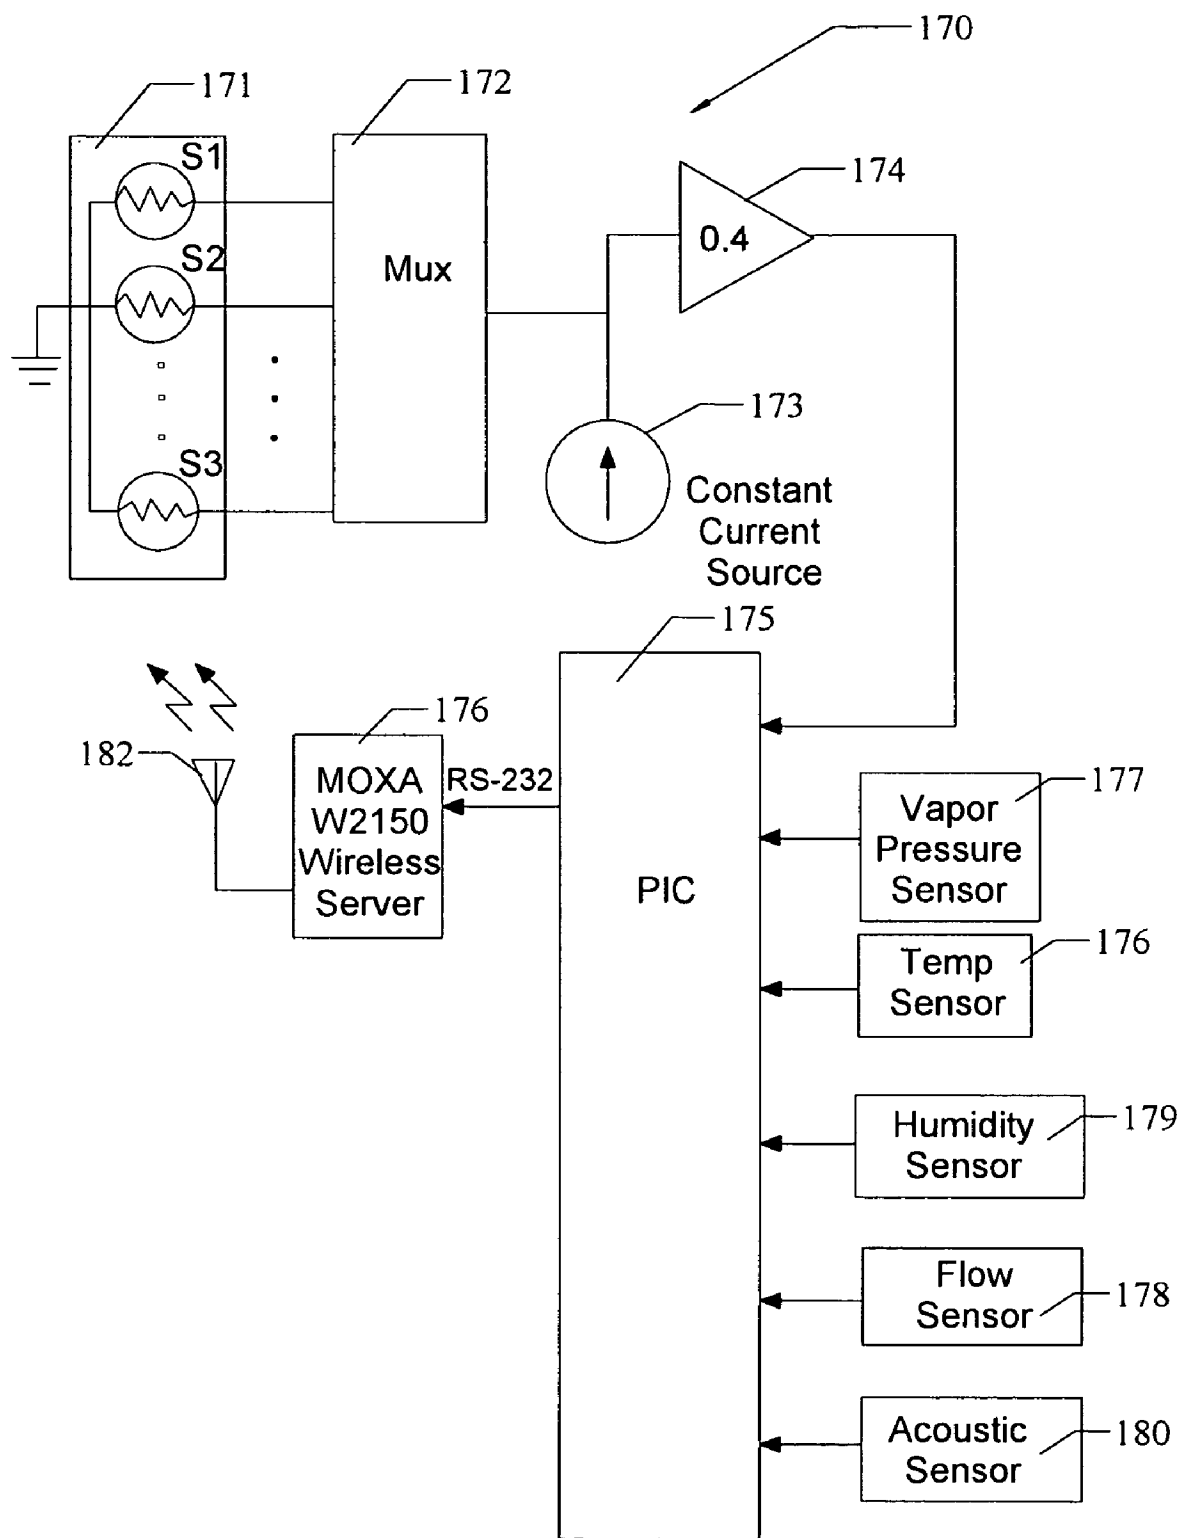 170
171
172
174
S1
0.4
S2
Mux
173
S3
Constant
Current
Source
175
176
182
MOXA
W2150
Wireless
Server
RS-232
PIC
177
Vapor
Pressure
Sensor
176
Temp
Sensor
179
Humidity
Sensor
Flow
Sensor
178
Acoustic
Sensor
180